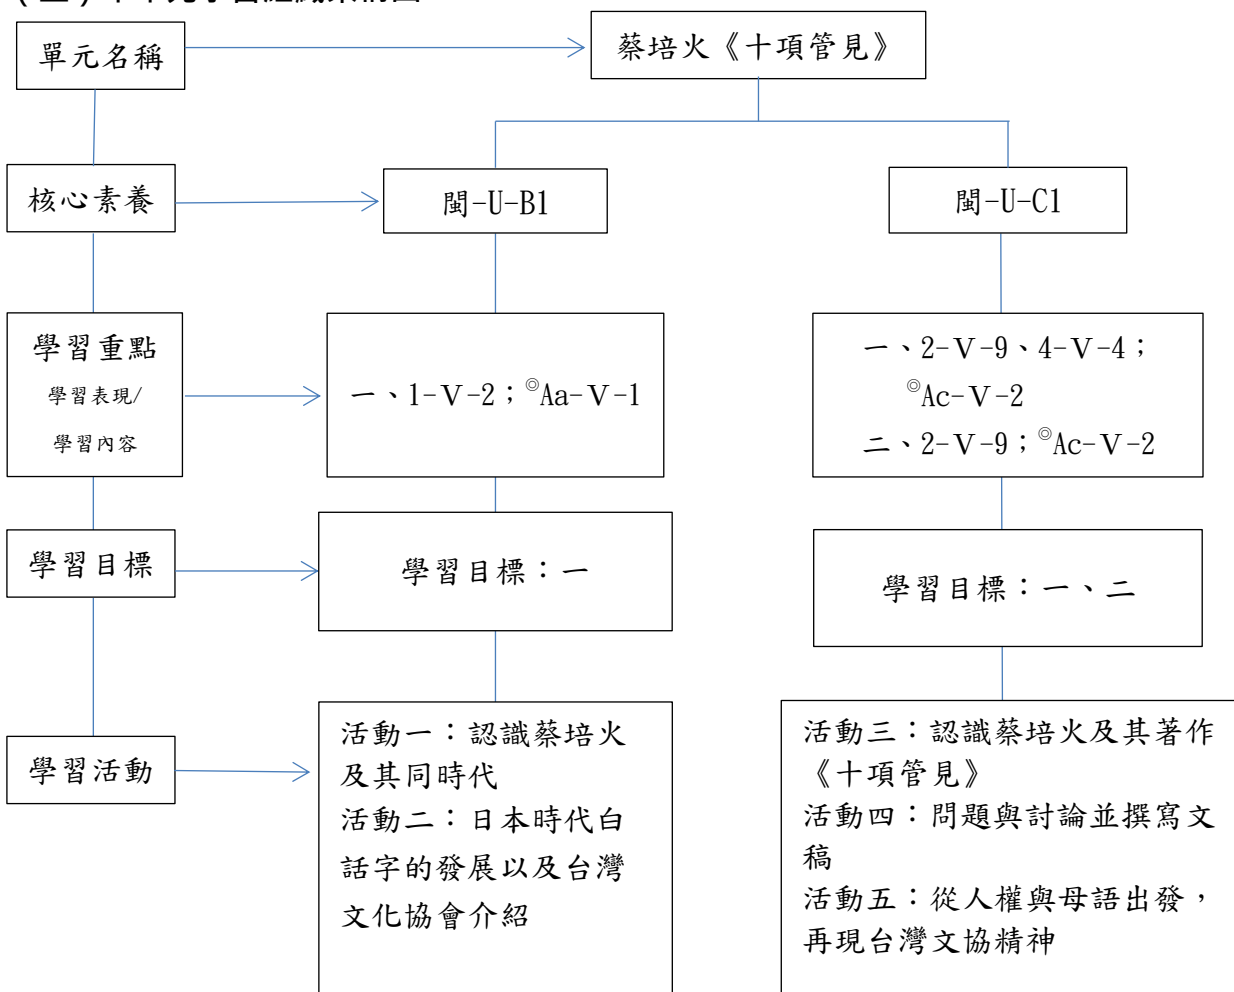 單元名稱
蔡培火《十項管見》
核心素養
閩-U-B1
閩-U-C1
學習重點
學習表現/
學習內容
一、1-Ⅴ-2；◎Aa-Ⅴ-1
一、2-Ⅴ-9、4-Ⅴ-4；
◎Ac-Ⅴ-2
二、2-Ⅴ-9；◎Ac-Ⅴ-2
學習目標
學習目標：一
學習目標：一、二
學習活動
活動一：認識蔡培火
及其同時代
活動二：日本時代白
話字的發展以及台灣
文化協會介紹
活動三：認識蔡培火及其著作
《十項管見》
活動四：問題與討論並撰寫文
稿
活動五：從人權與母語出發，
再現台灣文協精神